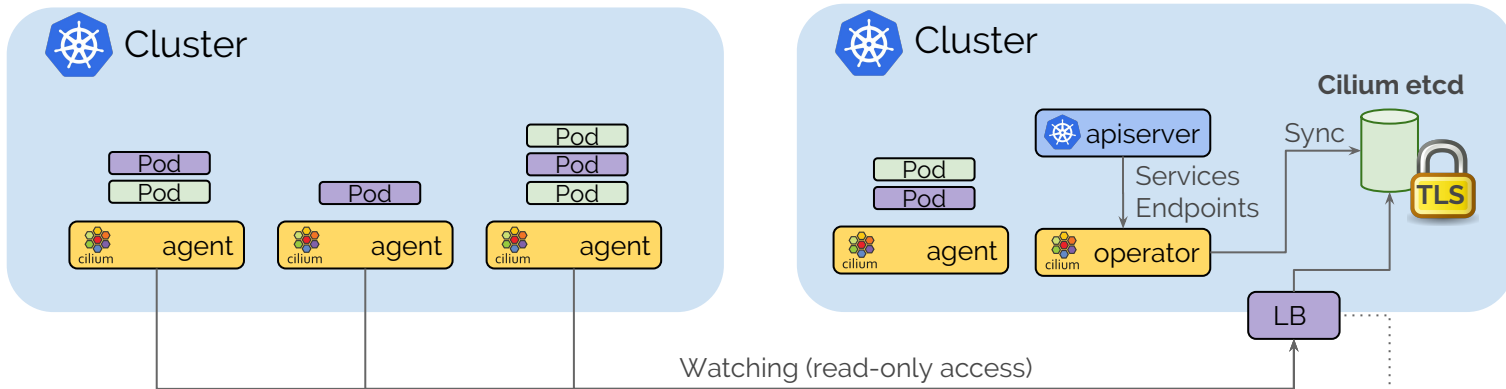 Cluster
Pod
Pod
cilium
agent
Pod
cilium
agent
Pod
Pod
Pod
cilium
agent
Cluster
Cilium etcd
apiserver
Sync
TLS
Services
Endpoints
Pod
Pod
cilium
agent
cilium
operator
LB
Watching (read-only access)